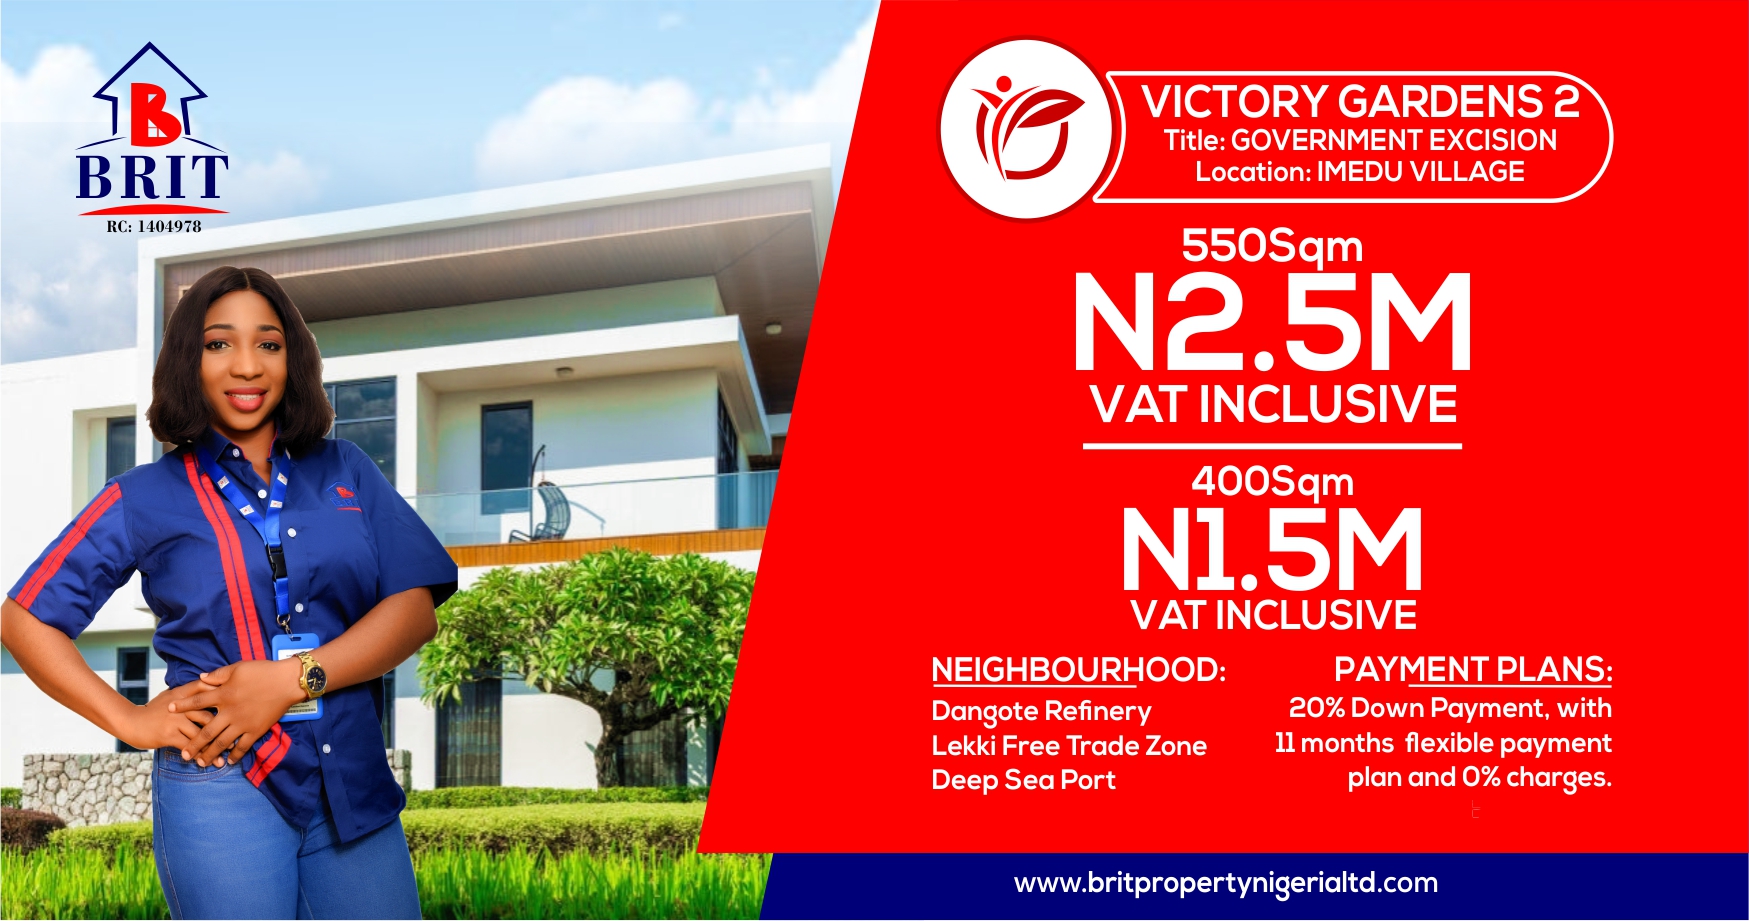 B
BRIT
RC: 1404978
VICTORY GARDENS 2
Title: GOVERNMENT EXCISION
Location: IMEDU VILLAGE
550Sqm
N2.5M
VAT INCLUSIVE
400Sqm
N1.5M
VAT INCLUSIVE
NEIGHBOURHOOD:
Dangote Refinery
Lekki Free Trade Zone
Deep Sea Port
PAYMENT PLANS:
20% Down Payment, with
11 months flexible payment
plan and 0% charges.
B
BRIT
www.britpropertynigerialtd.com